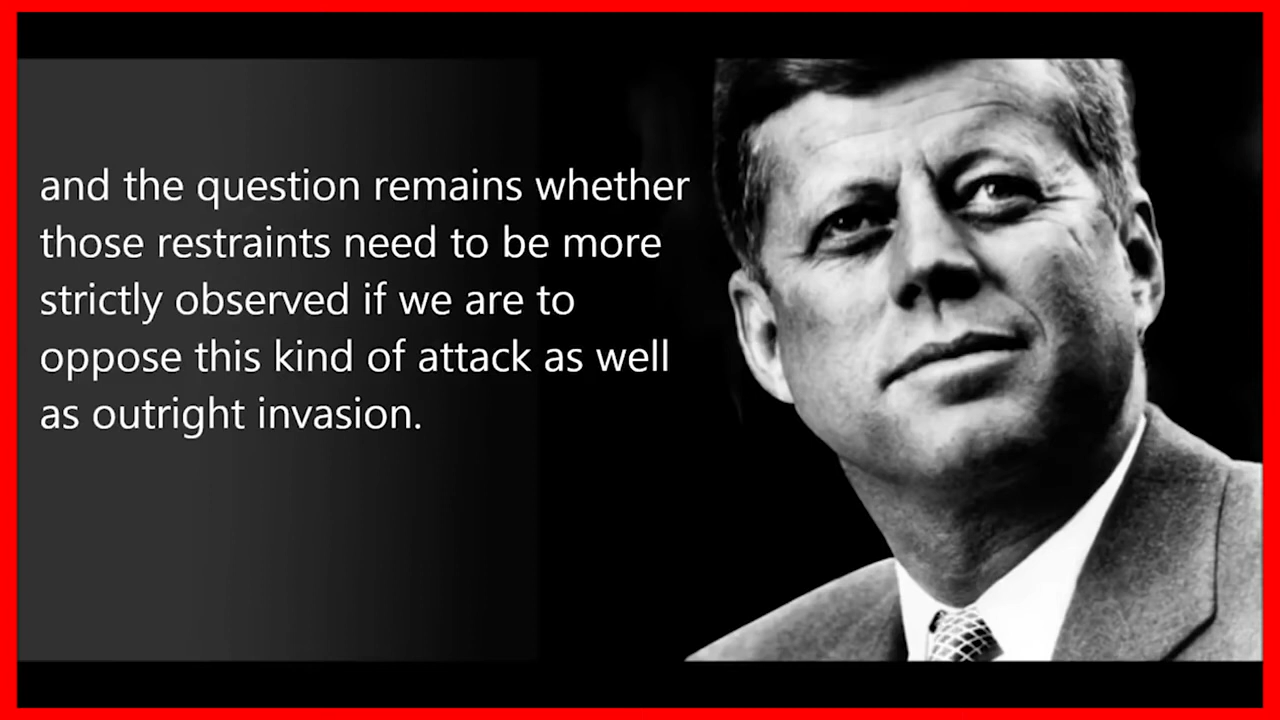 and the question remains whether
those restraints need to be more
strictly observed if we are to
oppose this kind of attack as well
as outright invasion.